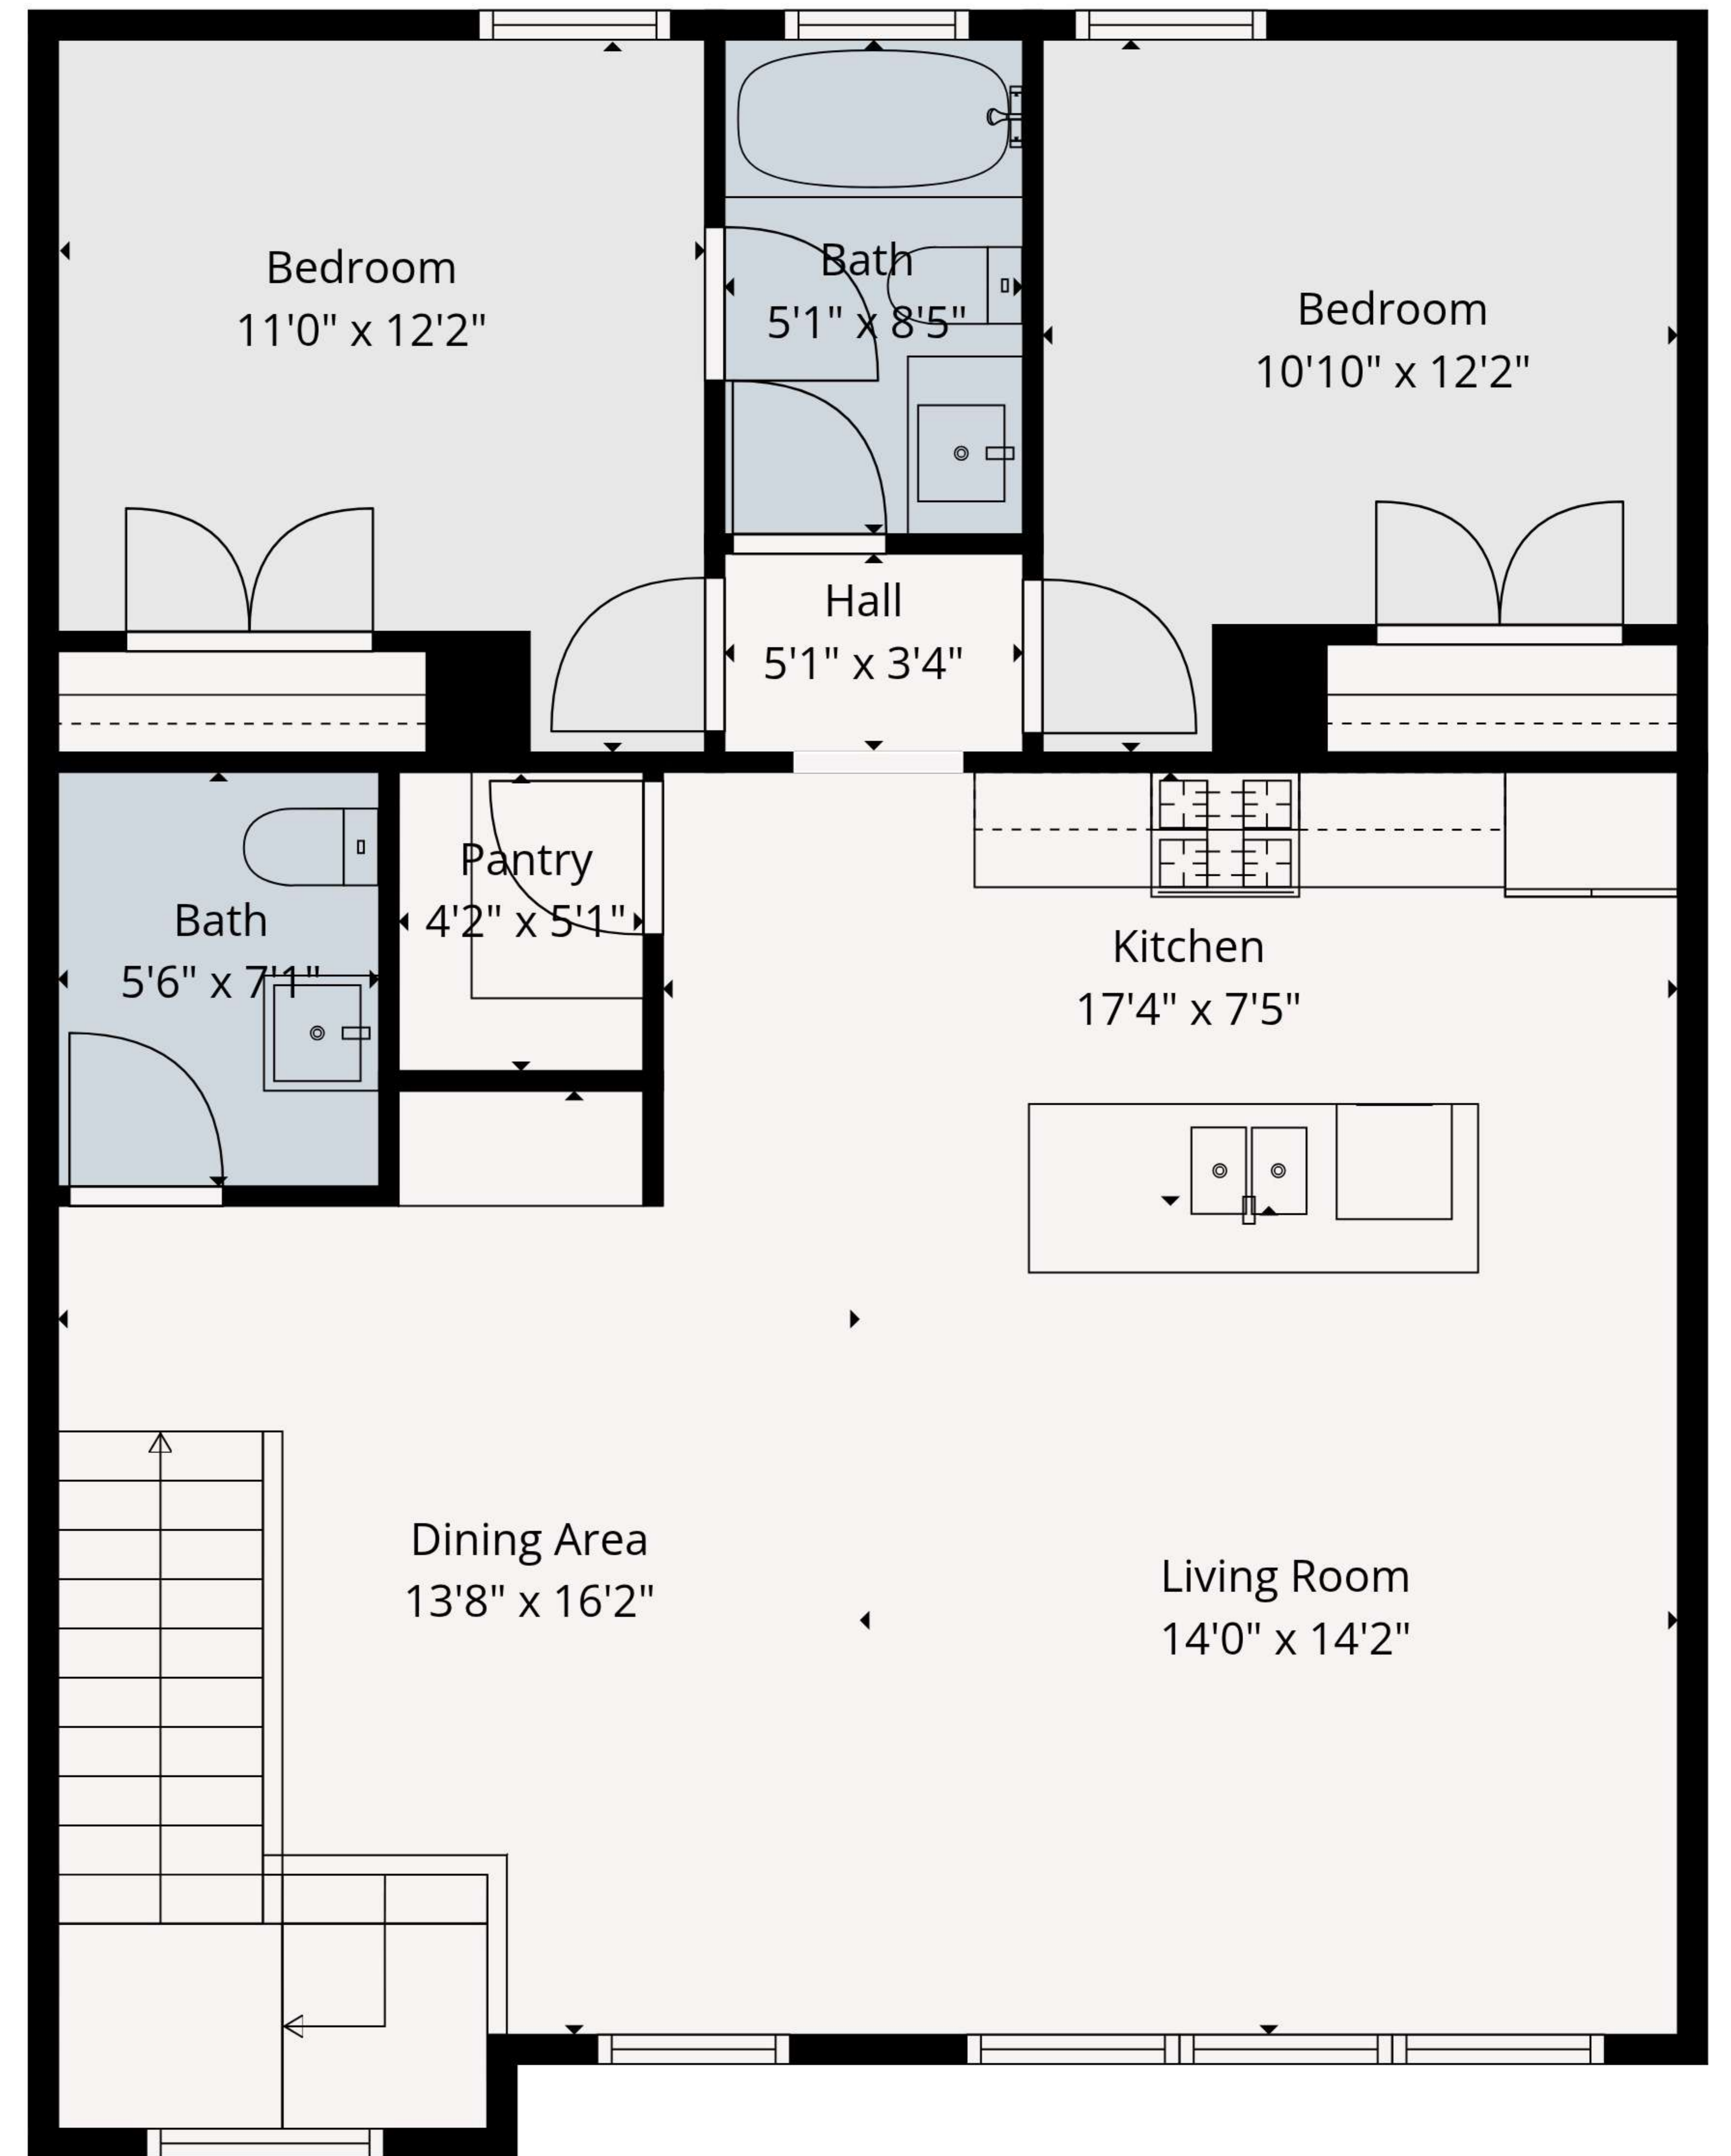 Bedroom
11'0" x 12'2"
Bath
5'1" x 8'5"
Bedroom
10'10" x 12'2"
Hall
5'1" x 3'4"
Bath
5'6" x 7'1"
Pantry
4'2" x 5'1"
Kitchen
17'4" x 7'5"
Dining Area
13'8" x 16'2"
Living Room
14'0" x 14'2"